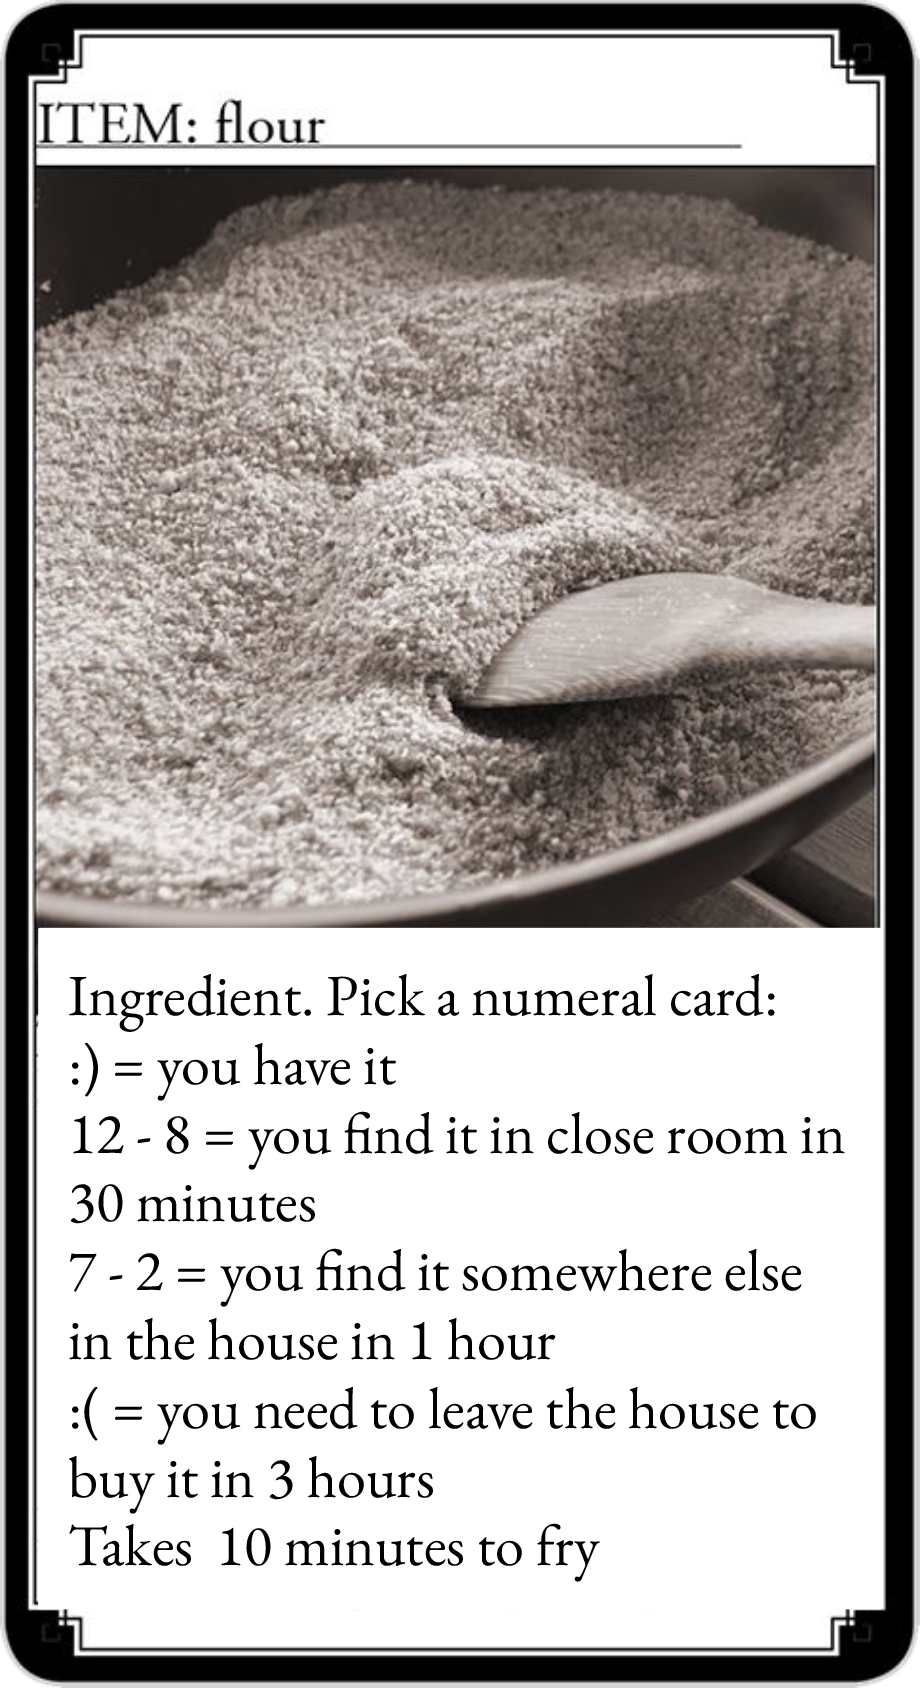 ITEM: flour
Ingredient. Pick a numeral card:
:) = you have it
12 - 8 = you find it in close room in
30 minutes
7 - 2 = you find it somewhere else
in the house in 1 hour
:( = you need to leave the house to
buy it in 3 hours
Takes  10 minutes to fry